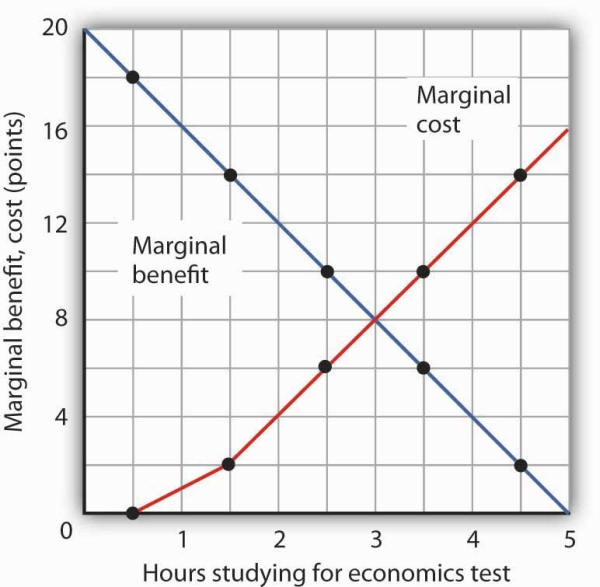 Marginal benefit, cost (points)
20
16
12
8
4
0
Marginal
cost
Marginal
benefit
1 2 3 4 5
Hours studying for economics test